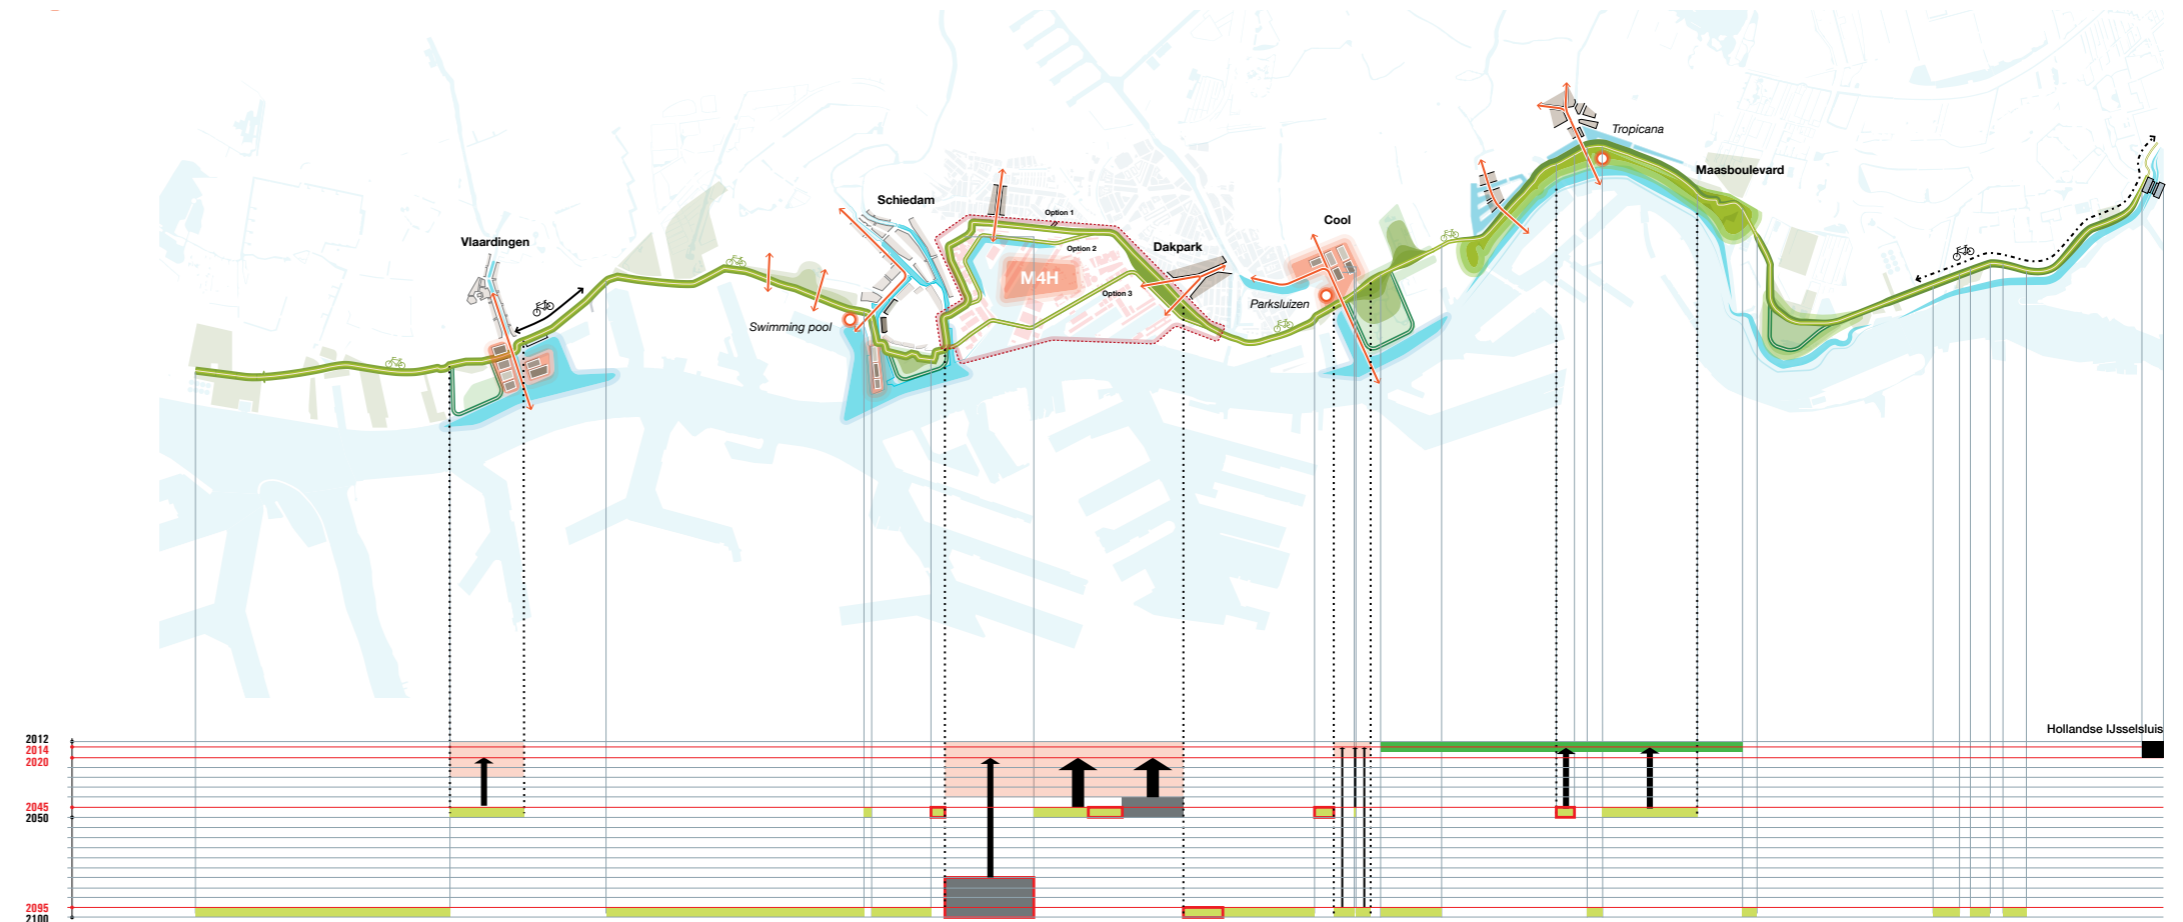 Tropicana
Maasboulevard
Schiedam
Option 1
Cool
Vlaardingen
Option 2
Dakpark
M4H
Option 3
Parksluizen
Swimming pool
Hollandse IJsselsluis
2012
2014
2020
2045
2050
2095
2100